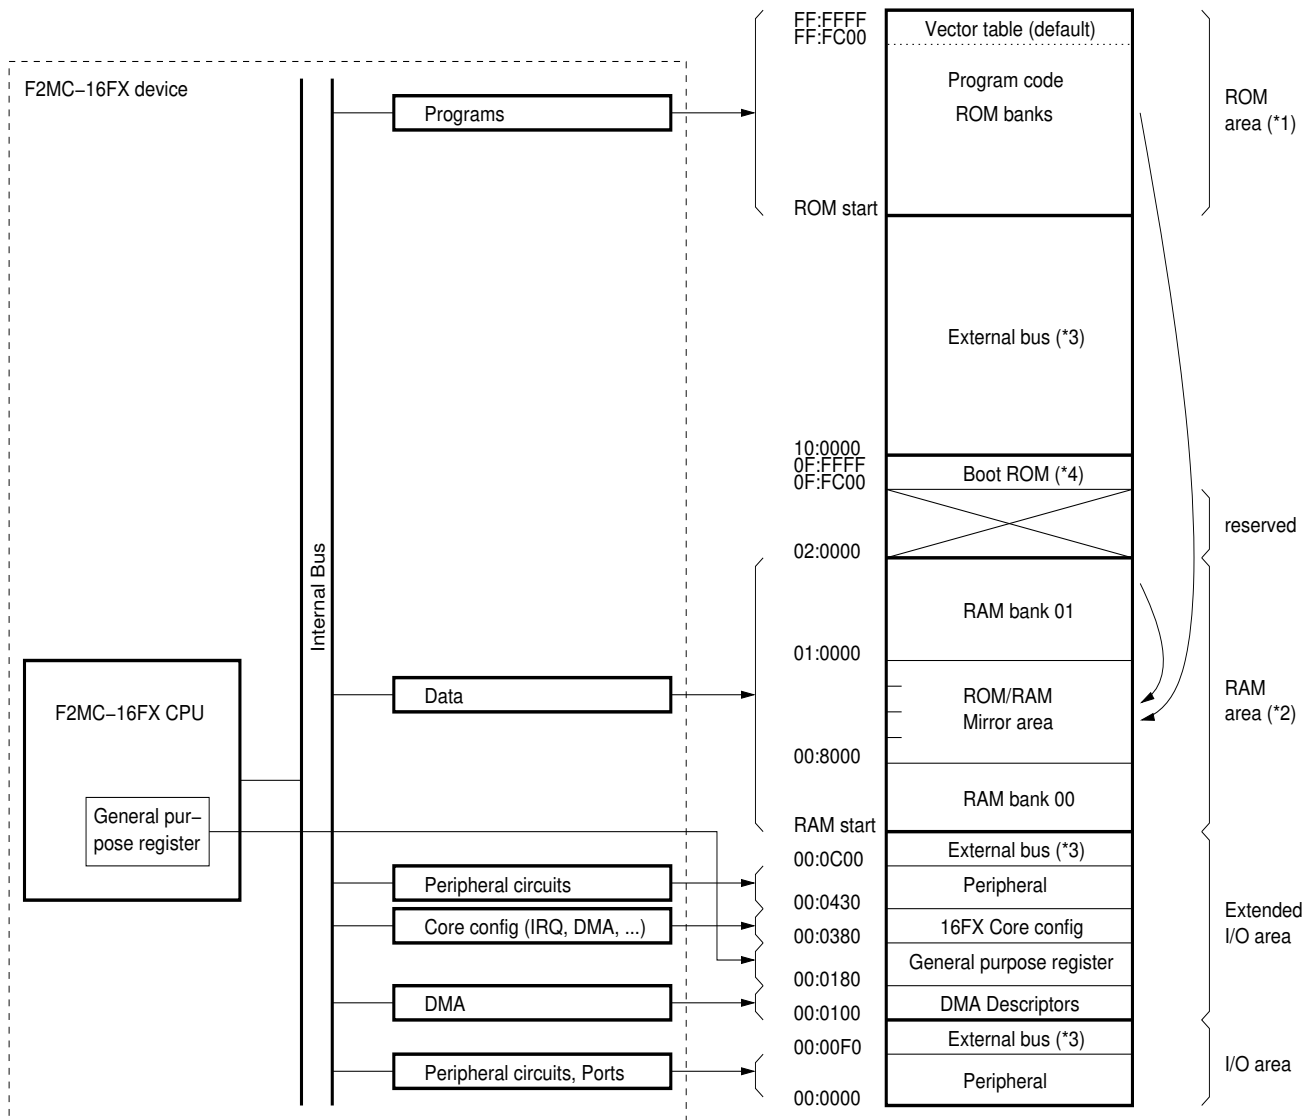 F2MC−16FX device
Internal Bus
F2MC−16FX CPU
General pur−
pose register
Programs
Data
Peripheral circuits
Core config (IRQ, DMA, ...)
DMA
Peripheral circuits, Ports
FF:FFFF
FF:FC00
ROM start
10:0000
0F:FFFF
0F:FC00
02:0000
01:0000
00:8000
RAM start
00:0C00
00:0430
00:0380
00:0180
00:0100
00:00F0
00:0000
Vector table (default)
Program code
ROM banks
External bus (*3)
Boot ROM (*4)
RAM bank 01
ROM/RAM
Mirror area
RAM bank 00
External bus (*3)
Peripheral
16FX Core config
General purpose register
DMA Descriptors
External bus (*3)
Peripheral
ROM
area (*1)
reserved
RAM
area (*2)
Extended
I/O area
I/O area